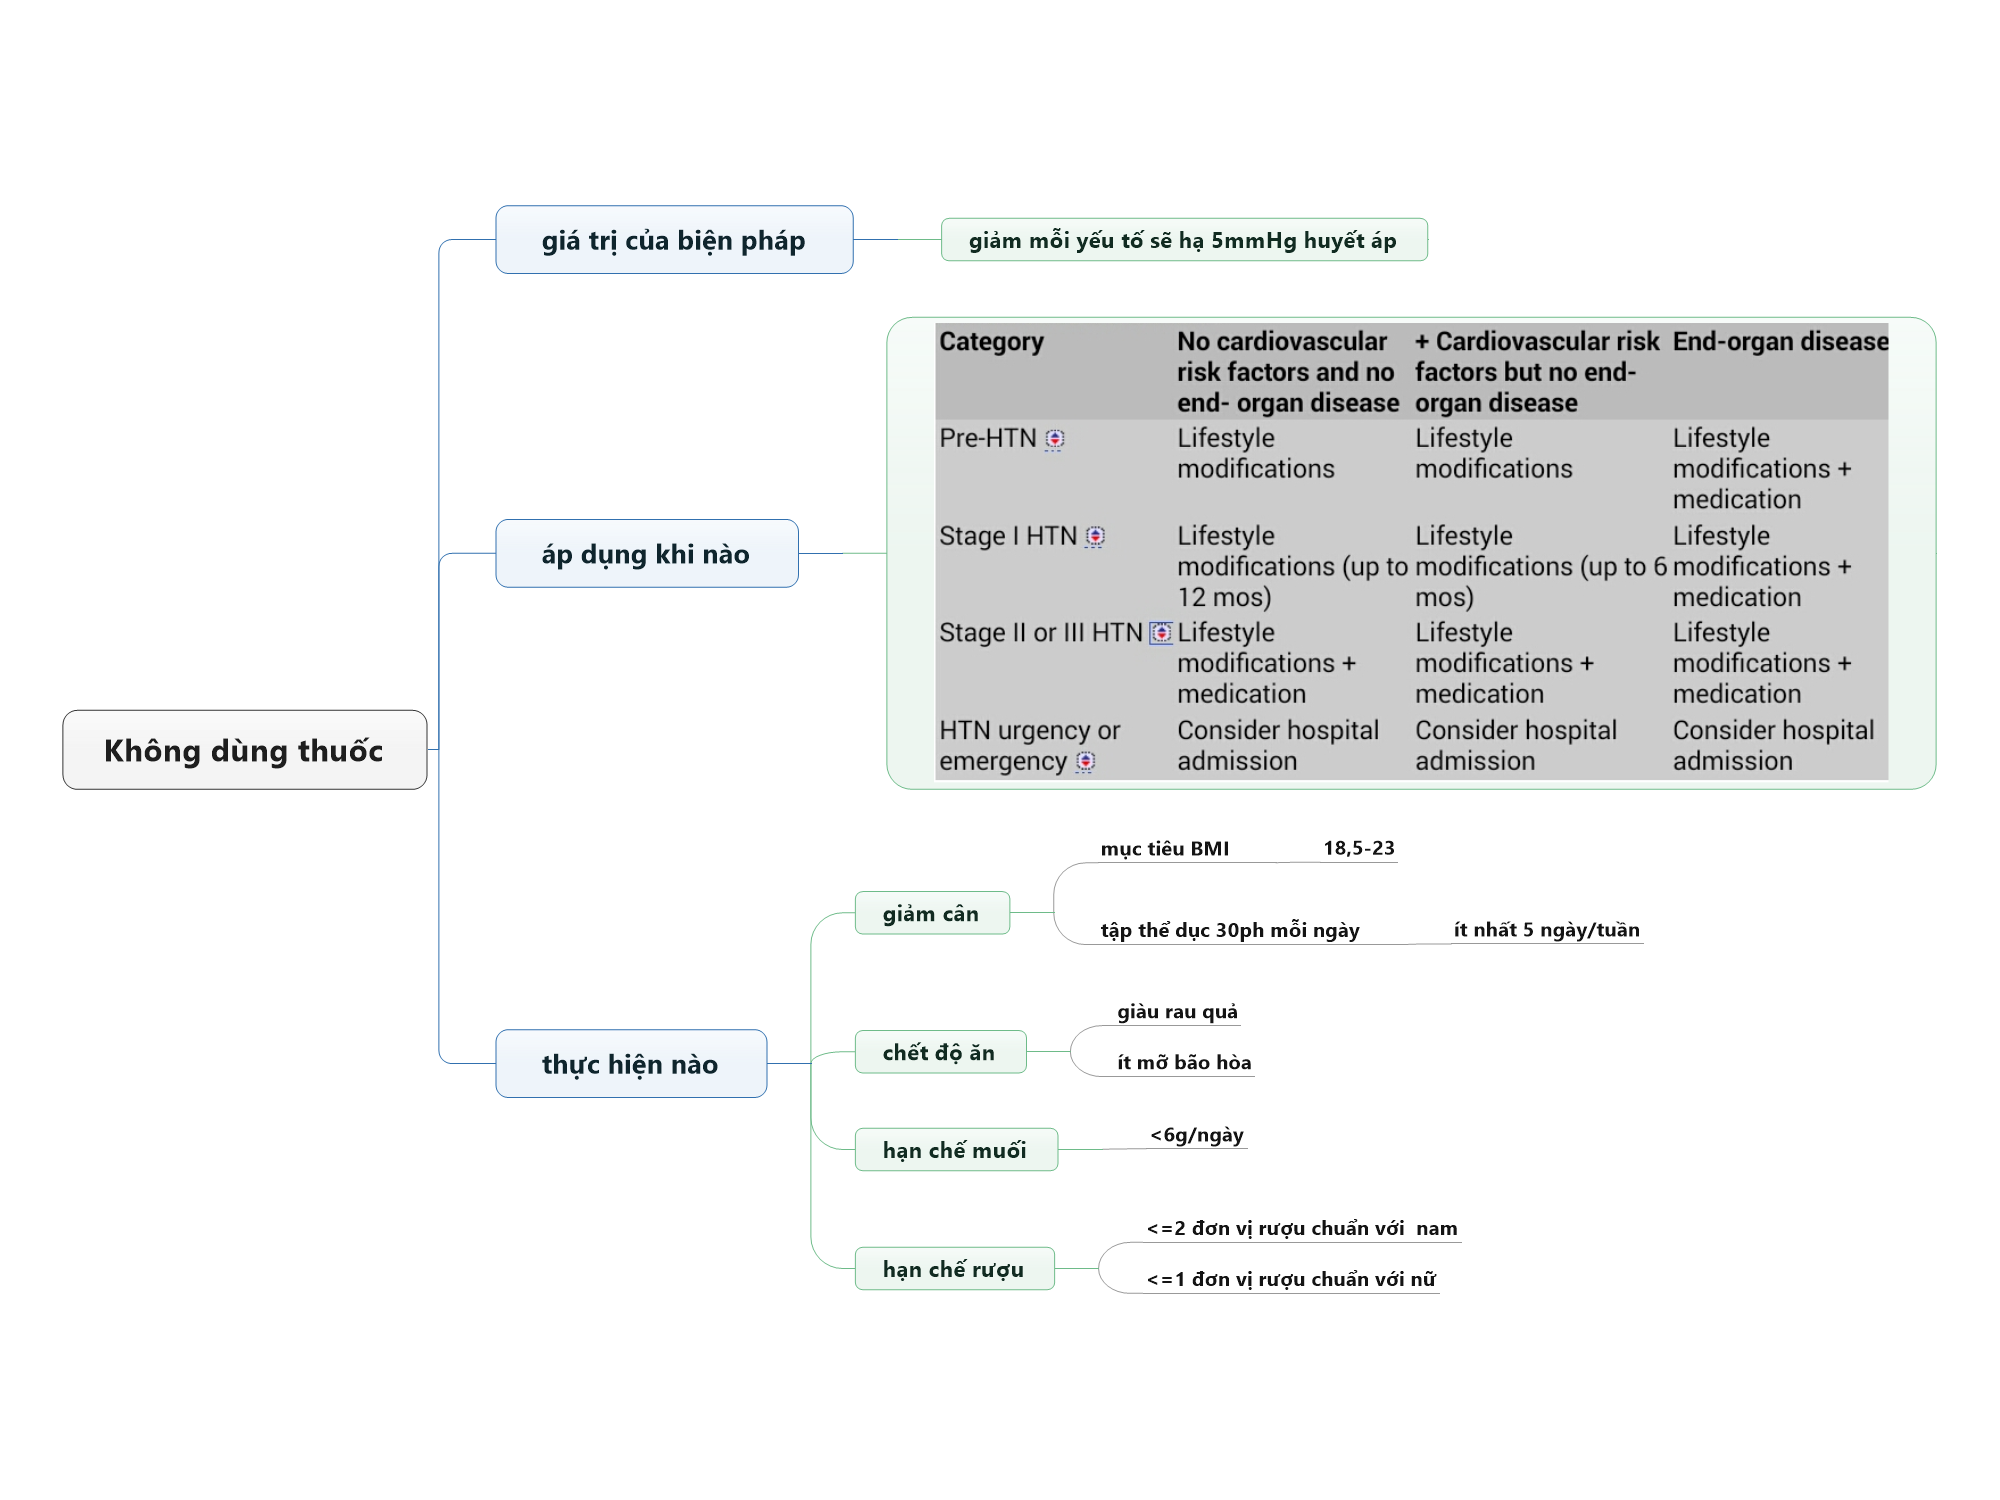 giá trị của biện pháp
giảm mỗi yếu tố sẽ hạ 5mmHg huyết áp
Category
No cardiovascular
risk factors and no
end- organ disease
+ Cardiovascular risk
factors but no end-
organ disease
End-organ disease
Pre-HTN
Lifestyle
modifications
Lifestyle
modifications
Lifestyle
modifications +
medication
áp dụng khi nào
Stage I HTN
Lifestyle
modifications (up to
12 mos)
Lifestyle
modifications (up to 6
mos)
Lifestyle
modifications +
medication
Stage II or III HTN
Lifestyle
modifications +
medication
Lifestyle
modifications +
medication
Lifestyle
modifications +
medication
HTN urgency or
emergency
Consider hospital
admission
Consider hospital
admission
Consider hospital
admission
Không dùng thuốc
thực hiện nào
giảm cân
mục tiêu BMI
18,5-23
tập thể dục 30ph mỗi ngày
ít nhất 5 ngày/tuần
chết độ ăn
giàu rau quả
ít mỡ bão hòa
hạn chế muối
<6g/ngày
hạn chế rượu
<=2 đơn vị rượu chuẩn với  nam
<=1 đơn vị rượu chuẩn với nữ